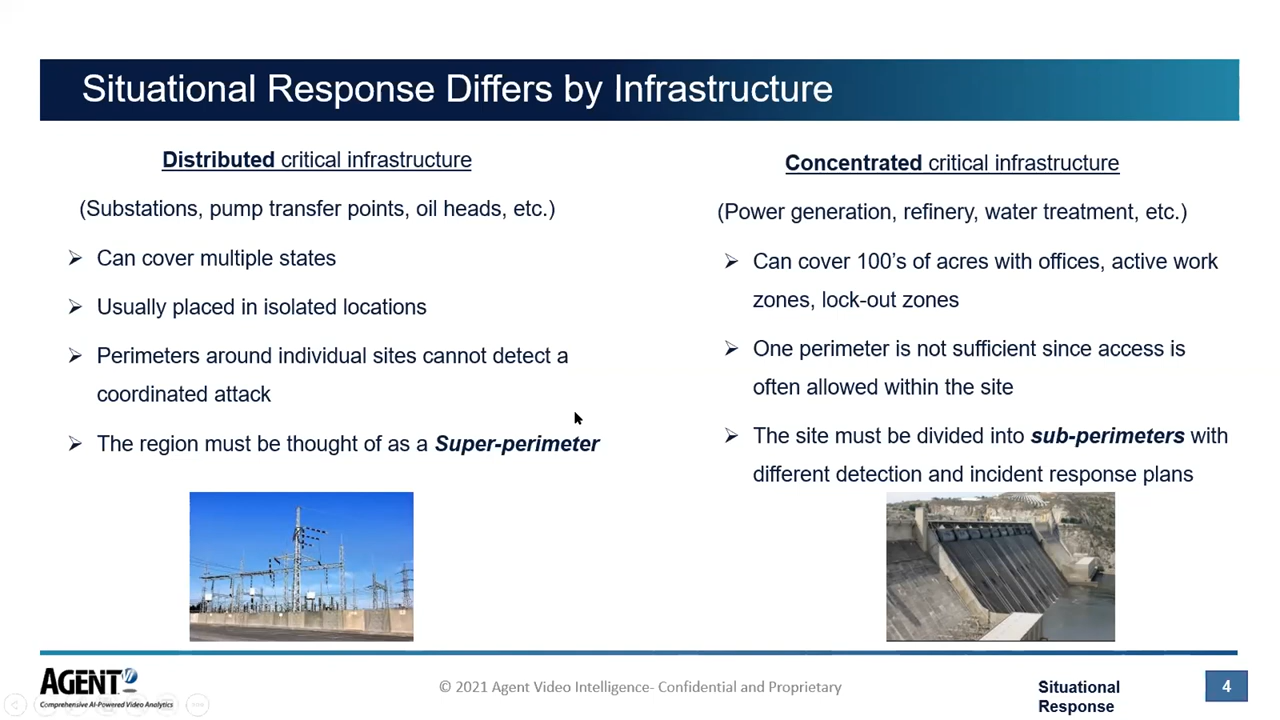 Situational Response Differs by Infrastructure
Distributed critical infrastructure
(Substations, pump transfer points, oil heads, etc.)
Can cover multiple states
Usually placed in isolated locations
Perimeters around individual sites cannot detect a
coordinated attack
The region must be thought of as a Super-perimeter
Concentrated critical infrastructure
(Power generation, refinery, water treatment, etc.)
Can cover 100’s of acres with offices, active work
zones, lock-out zones
One perimeter is not sufficient since access is
often allowed within the site
The site must be divided into sub-perimeters with
different detection and incident response plans
AGENT
Comprehensive AI-Powered Video Analytics
© 2021 Agent Video Intelligence- Confidential and Proprietary
Situational
Response
4